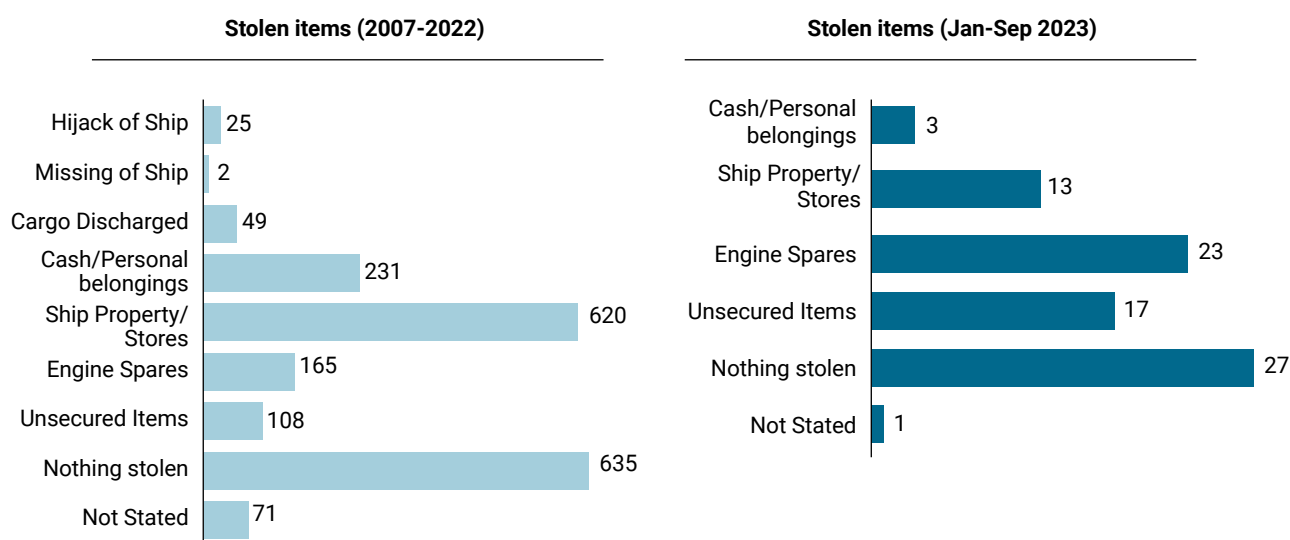 Stolen items (2007-2022)
Hijack of Ship 25
Missing of Ship 2
Cargo Discharged 49
Cash/Personal
belongings 231
Ship Property/
Stores 620
Engine Spares 165
Unsecured Items 108
Nothing stolen 635
Not Stated 71
Stolen items (Jan-Sep 2023)
Cash/Personal
belongings 3
Ship Property/
Stores 13
Engine Spares 23
Unsecured Items 17
Nothing stolen 27
Not Stated 1